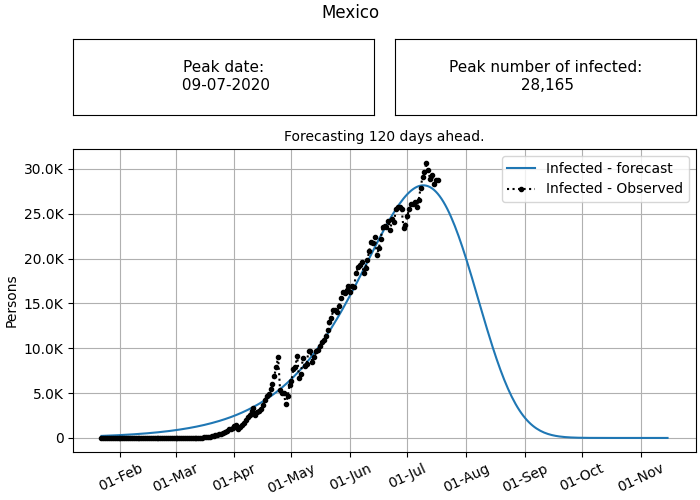 Mexico
Peak date:
09-07-2020
Peak number of infected:
28,165
Forecasting 120 days ahead.
Infected - forecast
Infected - Observed
Persons
30.0K
25.0K
20.0K
15.0K
10.0K
5.0K
0
01-Feb
01-Mar
01-Apr
01-May
01-Jun
01-Jul
01-Aug
01-Sep
01-Oct
01-Nov